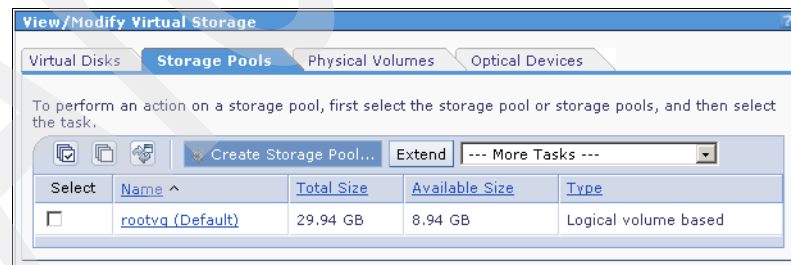 View/Modify Virtual Storage ?
Virtual Disks Storage Pools Physical Volumes Optical Devices
To perform an action on a storage pool, first select the storage pool or storage pools, and then select
the task.
Create Storage Pool... Extend --- More Tasks ---
Select Name ^ Total Size Available Size Type
rootvg (Default) 29.94 GB 8.94 GB Logical volume based